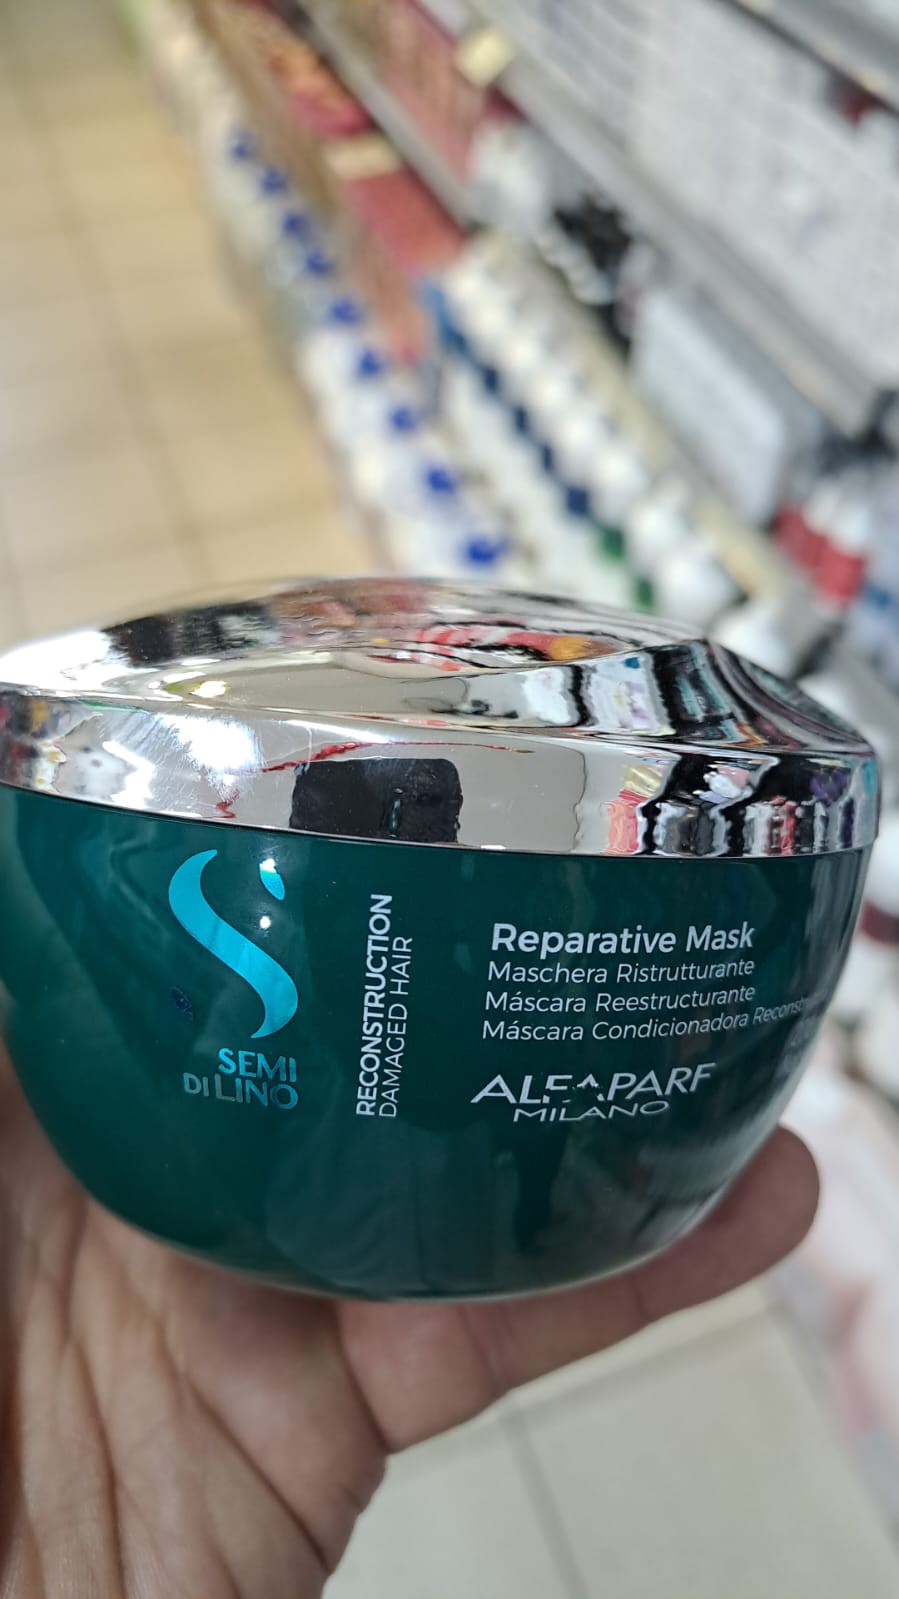 SEMI
DI LINO
RECONSTRUCTION
DAMAGED HAIR
Reparative Mask
Maschera Ristrutturante
Máscara Reestructurante
Máscara Condicionadora
ALFAPARF
MILANO